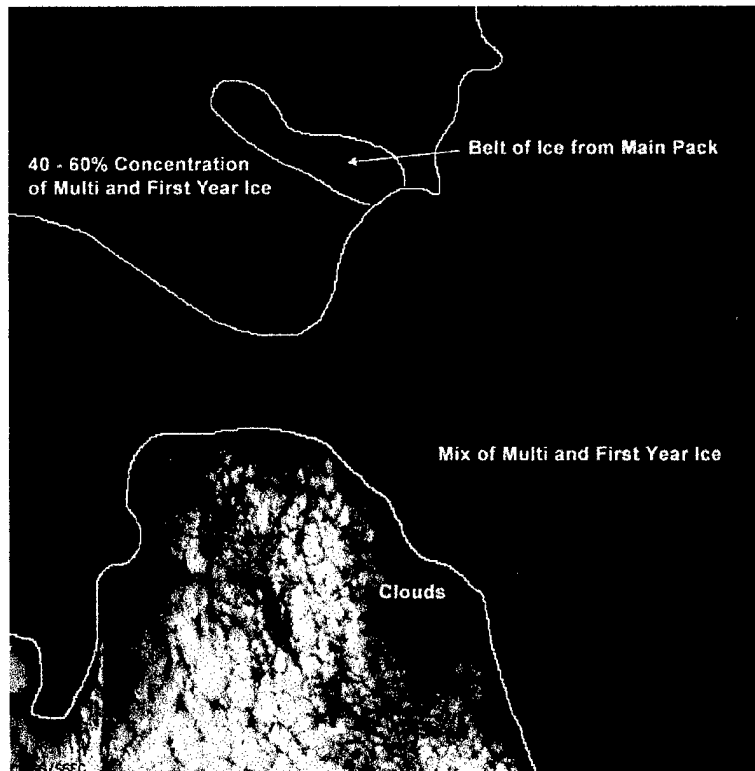 Belt of Ice from Main Pack
40 - 60% Concentration
of Multi and First Year Ice
Mix of Multi and First Year Ice
Clouds